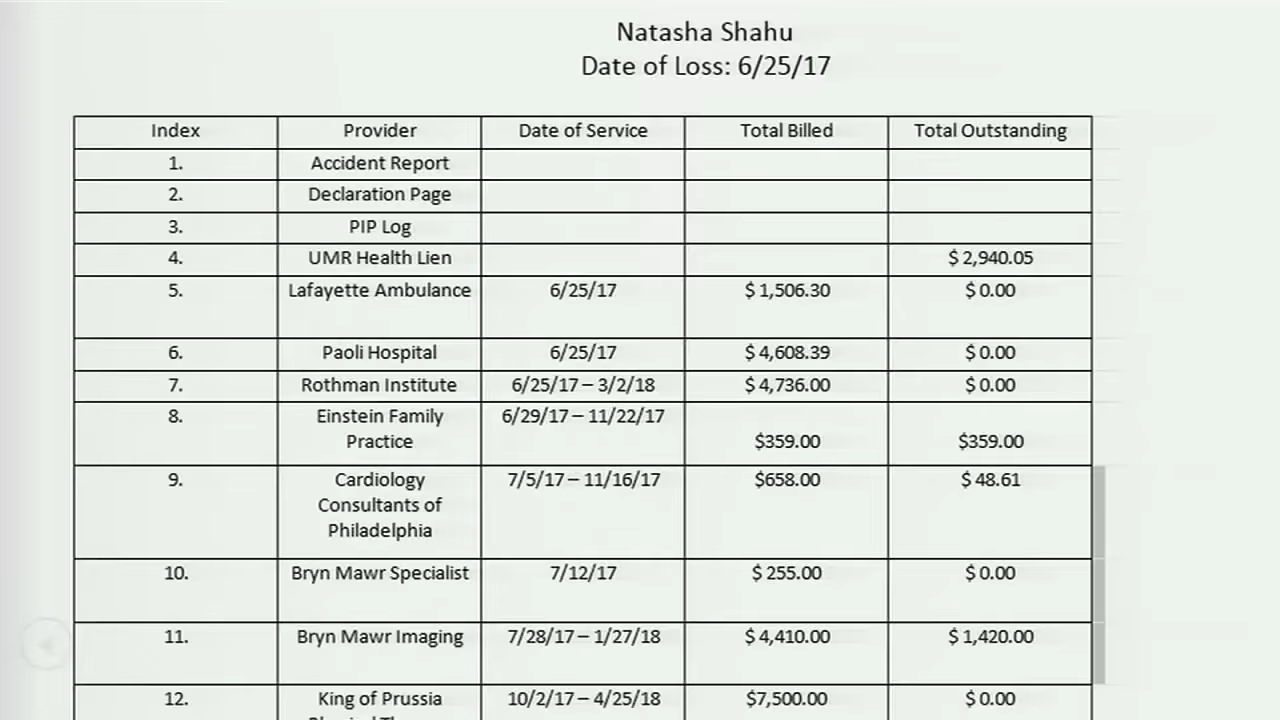 Natasha Shahu
Date of Loss: 6/25/17
Index Provider Date of Service Total Billed Total Outstanding
1. Accident Report
2. Declaration Page
3. PIP Log
4. UMR Health Lien $ 2,940.05
5. Lafayette Ambulance 6/25/17 $ 1,506.30 $ 0.00
6. Paoli Hospital 6/25/17 $ 4,608.39 $ 0.00
7. Rothman Institute 6/25/17 – 3/2/18 $ 4,736.00 $ 0.00
8. Einstein Family 6/29/17 – 11/22/17
Practice $359.00 $359.00
9. Cardiology 7/5/17 – 11/16/17 $658.00 $ 48.61
Consultants of
Philadelphia
10. Bryn Mawr Specialist 7/12/17 $ 255.00 $ 0.00
11. Bryn Mawr Imaging 7/28/17 – 1/27/18 $ 4,410.00 $ 1,420.00
12. King of Prussia 10/2/17 – 4/25/18 $7,500.00 $ 0.00